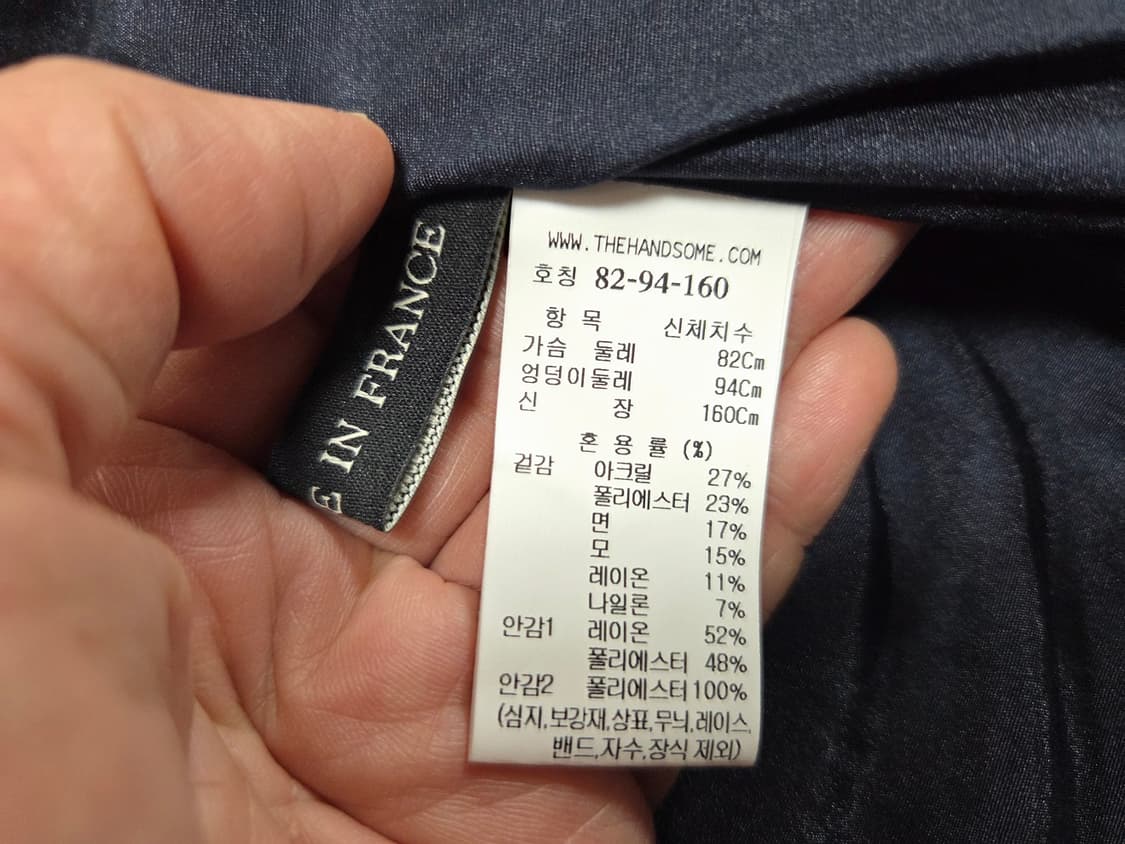 E IN FRANCE
WWW.THEHANDSOME.COM
호칭 82-94-160
항 목 신체치수
가슴 둘레 82Cm
엉덩이둘레 94Cm
신 장 160Cm
혼 용 률 (%)
겉감 아크릴 27%
폴리에스터 23%
면 17%
모 15%
레이온 11%
나일론 7%
안감1 레이온 52%
폴리에스터 48%
안감2 폴리에스터 100%
(심지,보강재,상표,무늬,레이스,
밴드,자수,장식 제외)